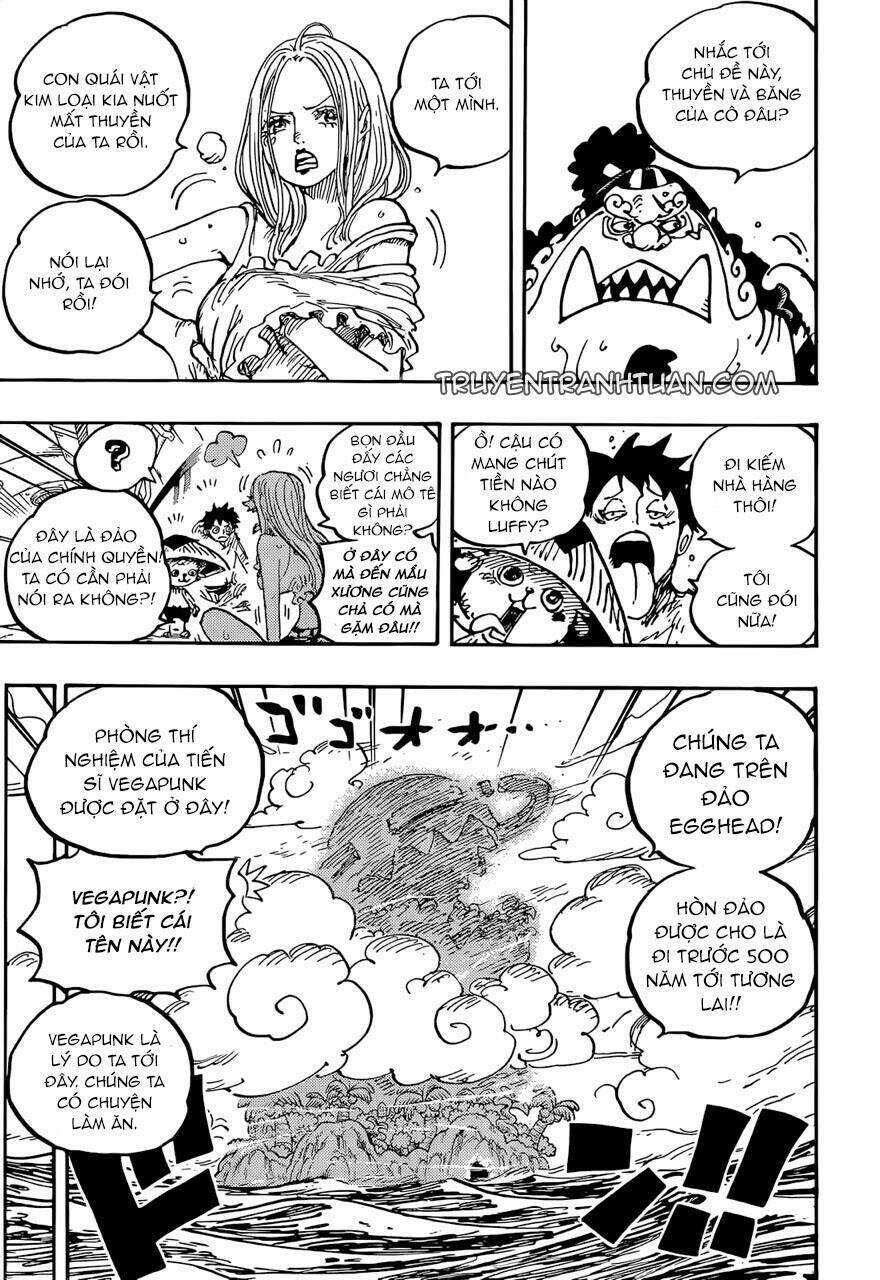 NHẮC TỚI
CHỦ ĐỀ NÀY,
THUYỀN VÀ BĂNG
CỦA CÔ ĐÂU?
TA TỚI
MỘT MÌNH.
CON QUÁI VẬT
KIM LOẠI KIA NUỐT
MẤT THUYỀN
CỦA TA RỒI.
NÓI LẠI
NHỚ, TA ĐÓI
RỒI!
TRUYENTRANHTUAN.COM
ĐI KIẾM
NHÀ HÀNG
THÔI!
TÔI
CŨNG ĐÓI
NỮA!
Ồ! CẬU CÓ
MANG CHÚT
TIỀN NÀO
KHÔNG
LUFFY?
BỌN ĐẦU
ĐẤY CÁC
NGƯƠI CHẲNG
BIẾT CÁI MÔ TÊ
GÌ PHẢI
KHÔNG?
Ở ĐÂY CÓ
MÀ ĐẾN MẨU
XƯƠNG CŨNG
CHẢ CÓ MÀ
GẶM ĐÂU!!
?
ĐÂY LÀ ĐẢO
CỦA CHÍNH QUYỀN!
TA CÓ CẦN PHẢI
NÓI RA KHÔNG?!
CHÚNG TA
ĐANG TRÊN
ĐẢO
EGGHEAD!
HÒN ĐẢO
ĐƯỢC CHO LÀ
ĐI TRƯỚC 500
NĂM TỚI TƯƠNG
LAI!!
ゴゴオオ…
PHÒNG THÍ
NGHIỆM CỦA TIẾN
SĨ VEGAPUNK
ĐƯỢC ĐẶT Ở ĐÂY!
VEGAPUNK?!
TÔI BIẾT CÁI
TÊN NÀY!!
VEGAPUNK LÀ
LÝ DO TA TỚI
ĐÂY, CHÚNG TA
CÓ CHUYỆN
LÀM ĂN.
ドン!!